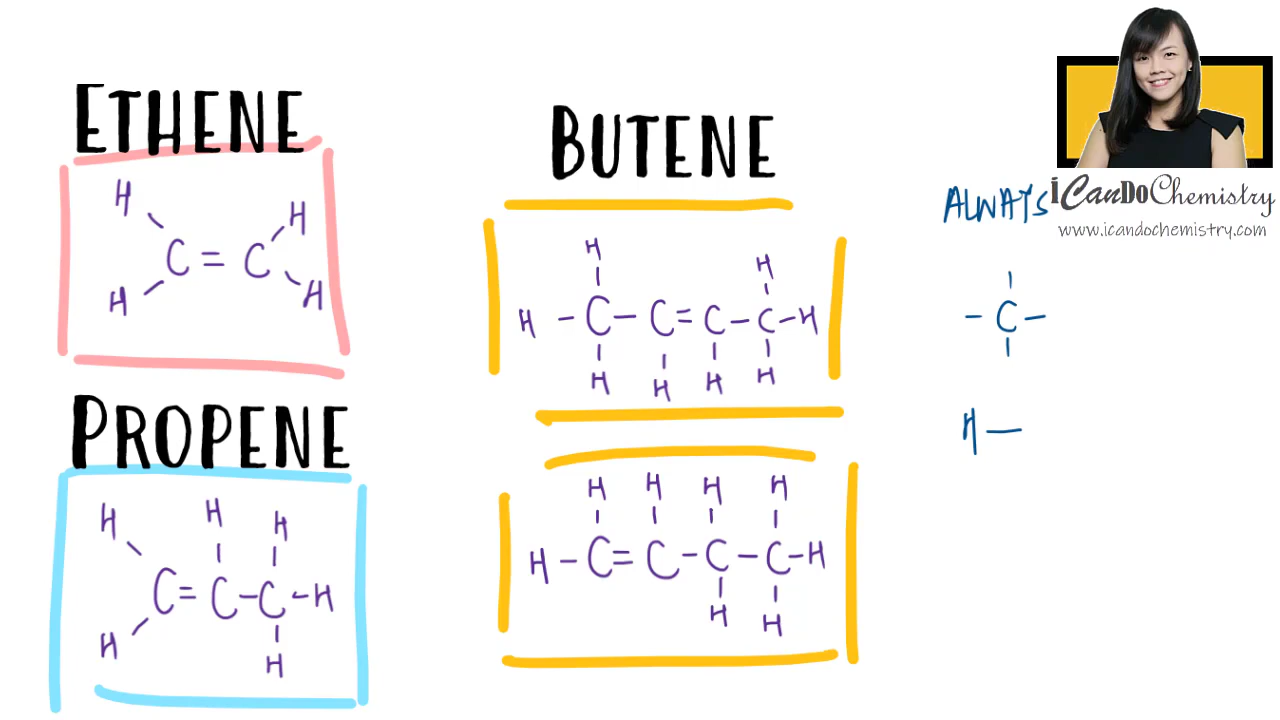 ETHENE
H
H
C = C
H
H
PROPENE
H
H
H
C = C - C - H
H
H
BUTENE
H
H
H - C - C = C - C - H
H H H H
H H H H
H - C = C - C - C - H
H H
ALWAYS
iCanDoChemistry
www.icandochemistry.com
- C -
H —